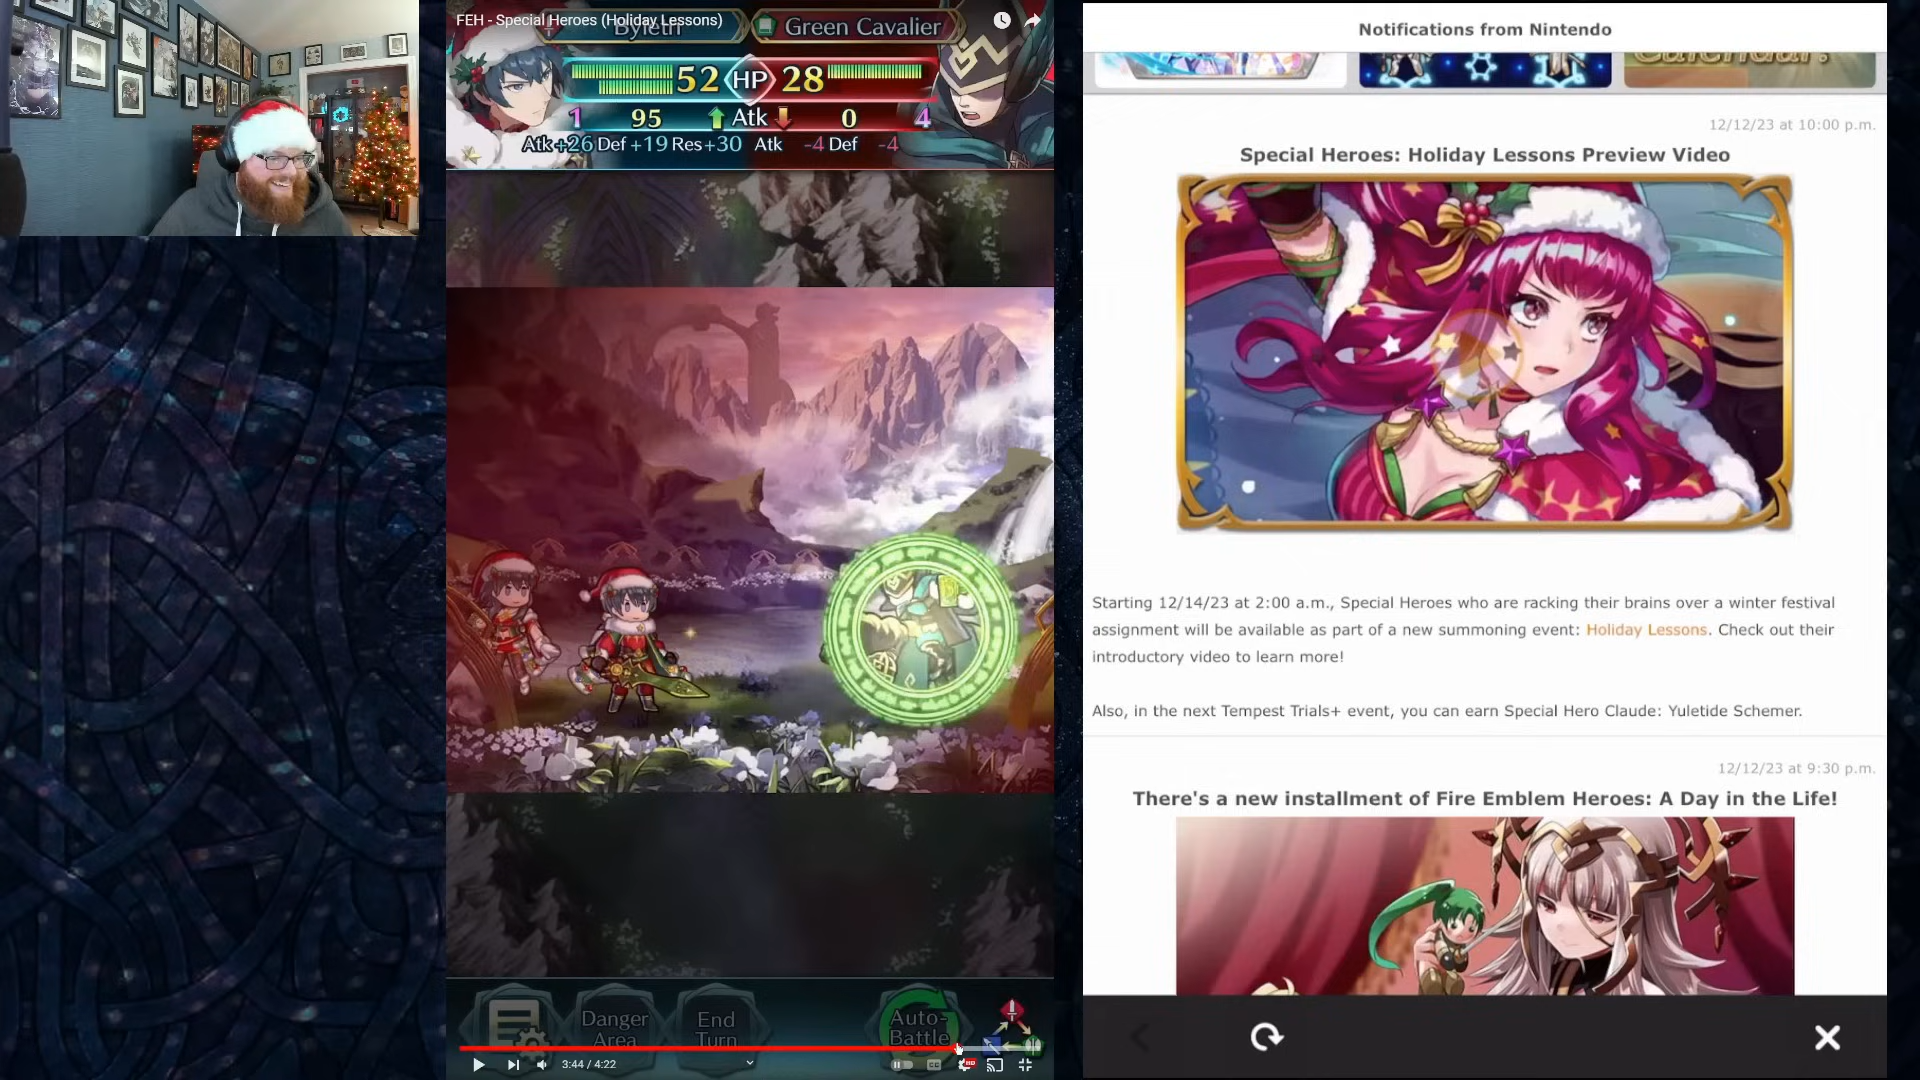 FEH - Special Heroes (Holiday Lessons)
Byleth
Green Cavalier
52 HP 28
1 95 Atk 0 4
Atk +26 Def +19 Res +30 Atk -4 Def -4
Danger
Area
End
Turn
Auto-
Battle
3:44 / 4:22
Notifications from Nintendo
Calendar!
12/12/23 at 10:00 p.m.
Special Heroes: Holiday Lessons Preview Video
Starting 12/14/23 at 2:00 a.m., Special Heroes who are racking their brains over a winter festival
assignment will be available as part of a new summoning event: Holiday Lessons. Check out their
introductory video to learn more!
Also, in the next Tempest Trials+ event, you can earn Special Hero Claude: Yuletide Schemer.
12/12/23 at 9:30 p.m.
There's a new installment of Fire Emblem Heroes: A Day in the Life!